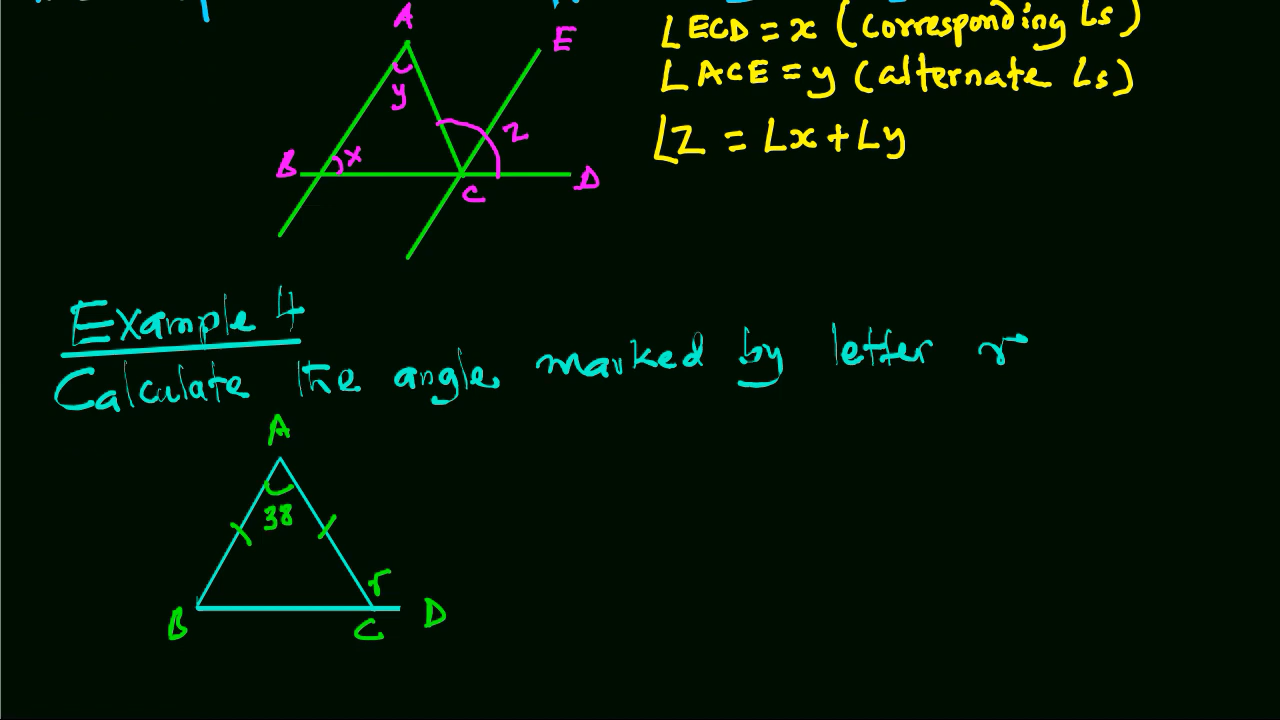 A
E
y
x
z
B
C
D
∠ECD = x (corresponding ∠s)
∠ACE = y (alternate ∠s)
∠z = ∠x + ∠y
Example 4
Calculate the angle marked by letter r
A
38
r
B
C
D